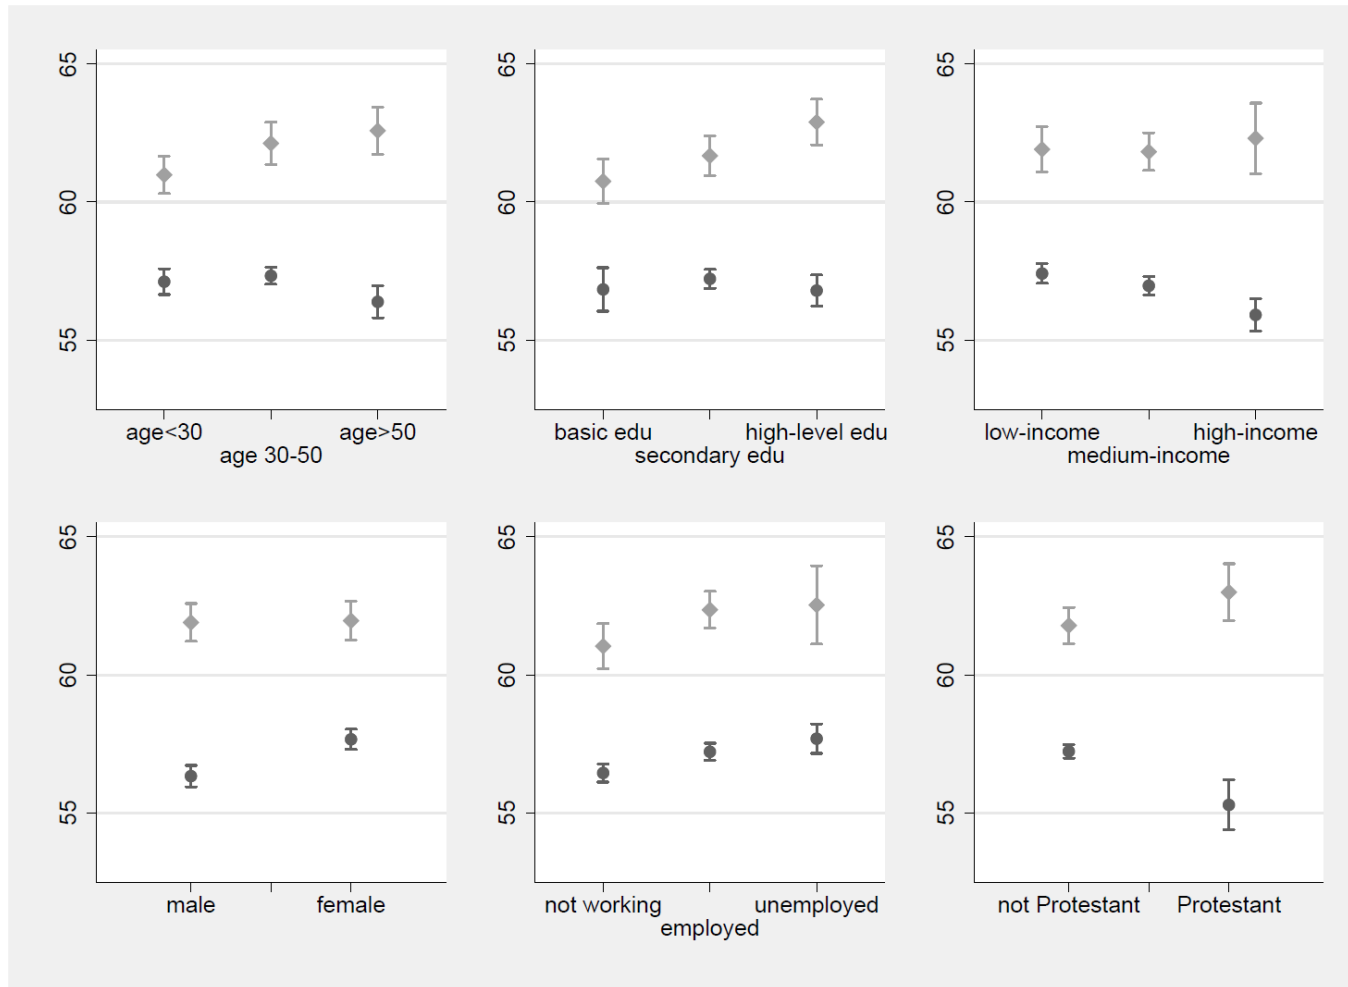 65
60
55
age<30
age>50
age 30-50
65
60
55
basic edu
high-level edu
secondary edu
65
60
55
low-income
high-income
medium-income
65
60
55
male
female
65
60
55
not working
unemployed
employed
65
60
55
not Protestant
Protestant